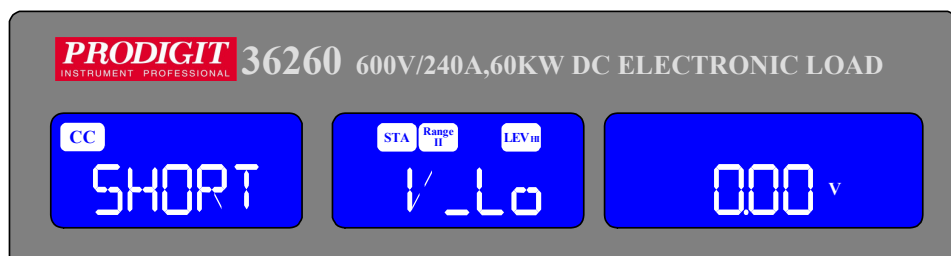 PRODIGIT 36260 600V/240A,60KW DC ELECTRONIC LOAD
INSTRUMENT PROFESSIONAL
CC STA Range II LEV HI
SHORT V_Lo 0.00 V